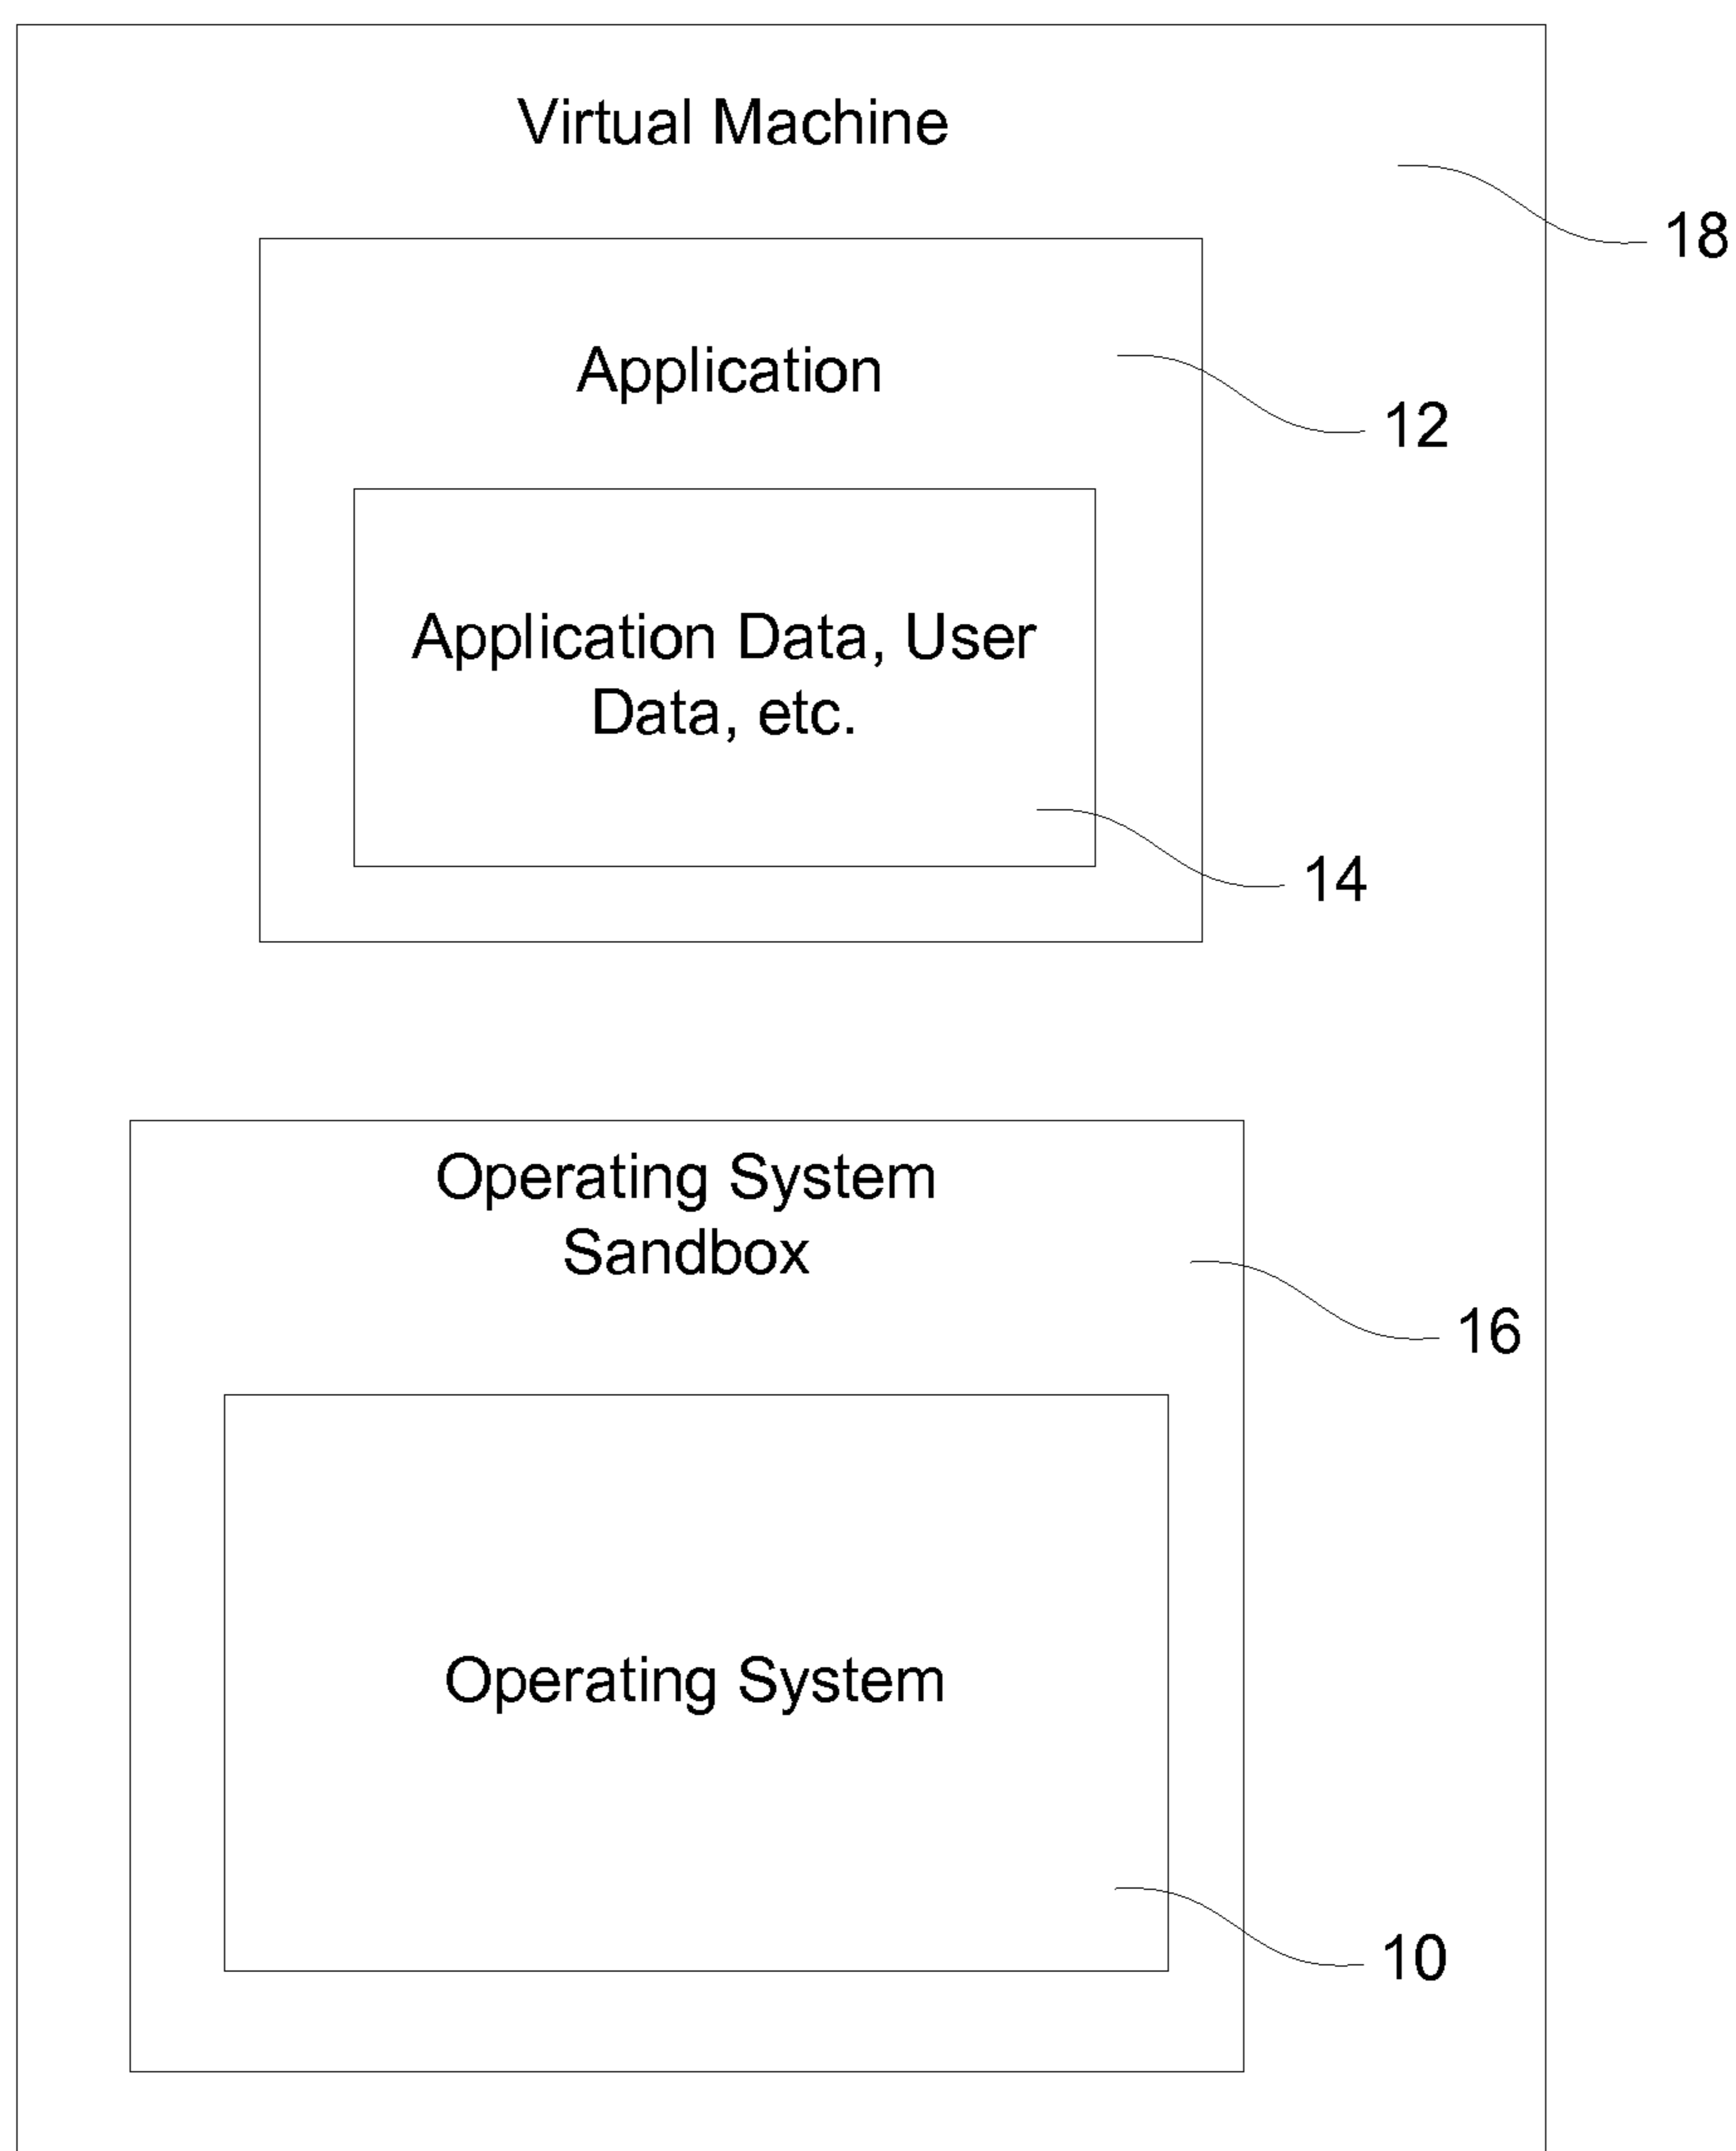 Virtual Machine
18
Application
12
Application Data, User
Data, etc.
14
Operating System
Sandbox
16
Operating System
10